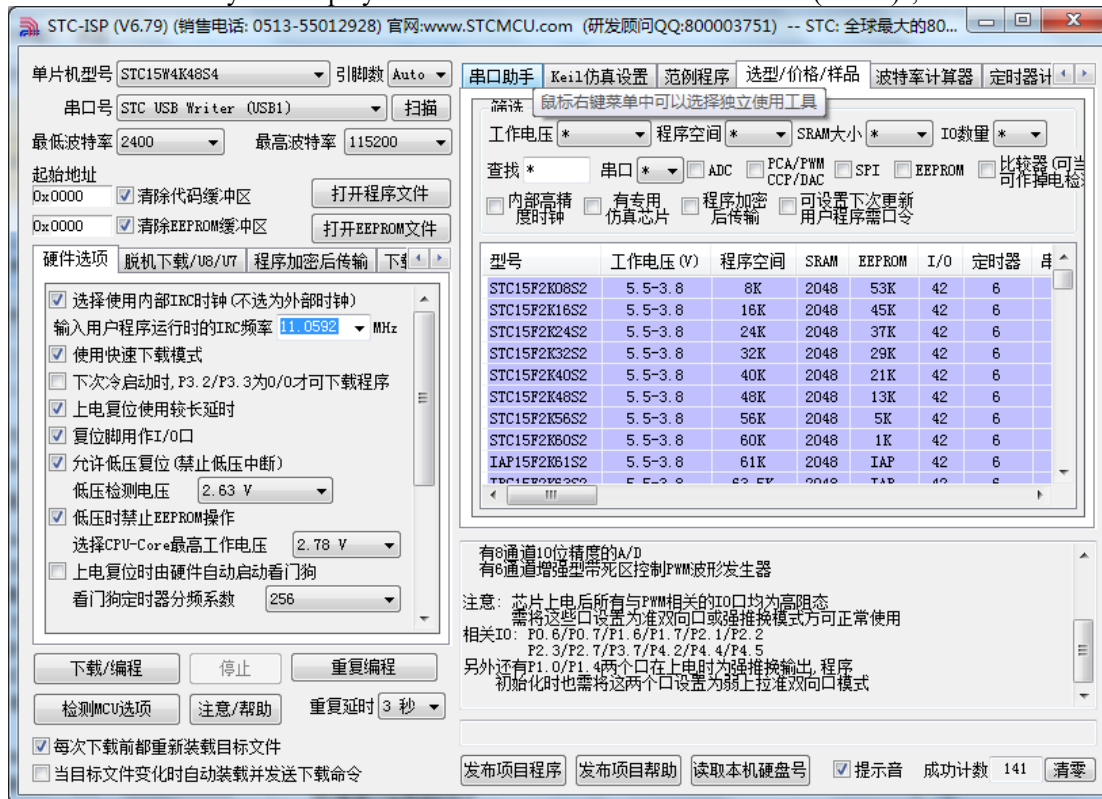 STC-ISP (V6.79) (销售电话: 0513-55012928) 官网:www.STCMCU.com (研发顾问QQ:800003751) -- STC: 全球最大的80...
单片机型号 STC15W4K48S4 引脚数 Auto
串口号 STC USB Writer (USB1) 扫描
最低波特率 2400 最高波特率 115200
起始地址
0x0000 清除代码缓冲区 打开程序文件
0x0000 清除EEPROM缓冲区 打开EEPROM文件
硬件选项 脱机下载/U8/U7 程序加密后传输
选择使用内部IRC时钟(不选为外部时钟)
输入用户程序运行时的IRC频率 11.0592 MHz
使用快速下载模式
下次冷启动时,P3.2/P3.3为0/0才可下载程序
上电复位使用较长延时
复位脚用作I/O口
允许低压复位(禁止低压中断)
低压检测电压 2.63 V
低压时禁止EEPROM操作
选择CPU-Core最高工作电压 2.78 V
上电复位时由硬件自动启动看门狗
看门狗定时器分频系数 256
下载/编程 停止 重复编程
检测MCU选项 注意/帮助 重复延时 3 秒
每次下载前都重新装载目标文件
当目标文件变化时自动装载并发送下载命令
串口助手 Keil仿真设置 范例程序 选型/价格/样品 波特率计算器 定时器计
筛选 鼠标右键菜单中可以选择独立使用工具
工作电压 * 程序空间 * SRAM大小 * IO数量 *
查找 * 串口 * ADC PCA/PWM CCP/DAC SPI EEPROM 比较器(可当 可作掉电检
内部高精度时钟 有专用仿真芯片 程序加密后传输 可设置下次更新用户程序需口令
型号 工作电压(V) 程序空间 SRAM EEPROM I/O 定时器
STC15F2K08S2 5.5-3.8 8K 2048 53K 42 6
STC15F2K16S2 5.5-3.8 16K 2048 45K 42 6
STC15F2K24S2 5.5-3.8 24K 2048 37K 42 6
STC15F2K32S2 5.5-3.8 32K 2048 29K 42 6
STC15F2K40S2 5.5-3.8 40K 2048 21K 42 6
STC15F2K48S2 5.5-3.8 48K 2048 13K 42 6
STC15F2K56S2 5.5-3.8 56K 2048 5K 42 6
STC15F2K60S2 5.5-3.8 60K 2048 1K 42 6
IAP15F2K61S2 5.5-3.8 61K 2048 IAP 42 6
有8通道10位精度的A/D
有6通道增强型带死区控制PWM波形发生器
注意: 芯片上电后所有与PWM相关的IO口均为高阻态
需将这些口设置为准双向口或强推挽模式方可正常使用
相关IO: P0.6/P0.7/P1.6/P1.7/P2.1/P2.2
P2.3/P2.7/P3.7/P4.2/P4.4/P4.5
另外还有P1.0/P1.4两个口在上电时为强推挽输出,程序
初始化时也需将这两个口设置为弱上拉准双向口模式
发布项目程序 发布项目帮助 读取本机硬盘号 提示音 成功计数 141 清零